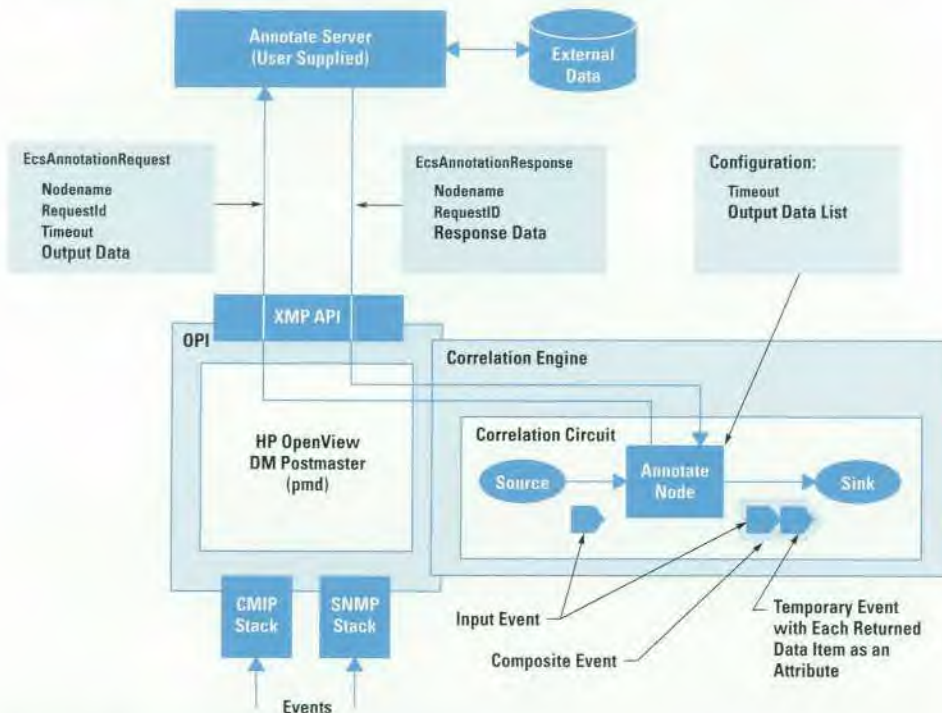 Annotate Server
(User Supplied)
External
Data
EcsAnnotationRequest
Nodename
RequestId
Timeout
Output Data
EcsAnnotationResponse
Nodename
RequestID
Response Data
Configuration:
Timeout
Output Data List
XMP API
OPI
Correlation Engine
HP OpenView
DM Postmaster
(pmd)
Correlation Circuit
Source
Annotate
Node
Sink
CMIP
Stack
SNMP
Stack
Input Event
Composite Event
Temporary Event
with Each Returned
Data Item as an
Attribute
Events